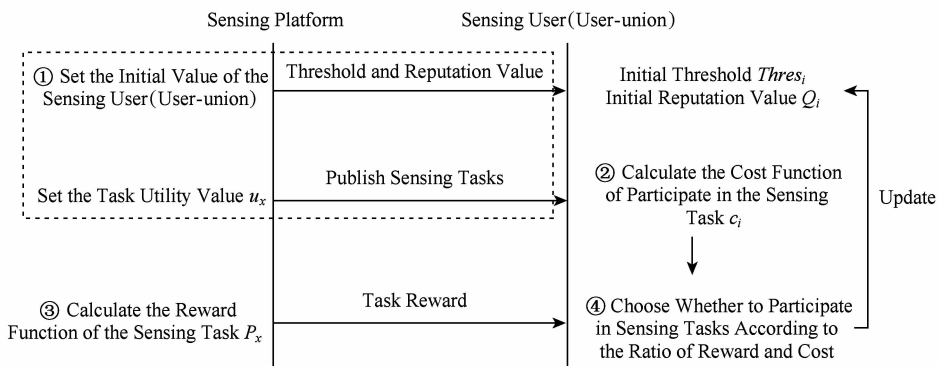 Sensing Platform
Sensing User(User-union)
① Set the Initial Value of the
Sensing User(User-union)
Threshold and Reputation Value
Initial Threshold Thresᵢ
Initial Reputation Value Qᵢ
Set the Task Utility Value uₓ
Publish Sensing Tasks
② Calculate the Cost Function
of Participate in the Sensing
Task cᵢ
Update
③ Calculate the Reward
Function of the Sensing Task Pₓ
Task Reward
④ Choose Whether to Participate
in Sensing Tasks According to
the Ratio of Reward and Cost